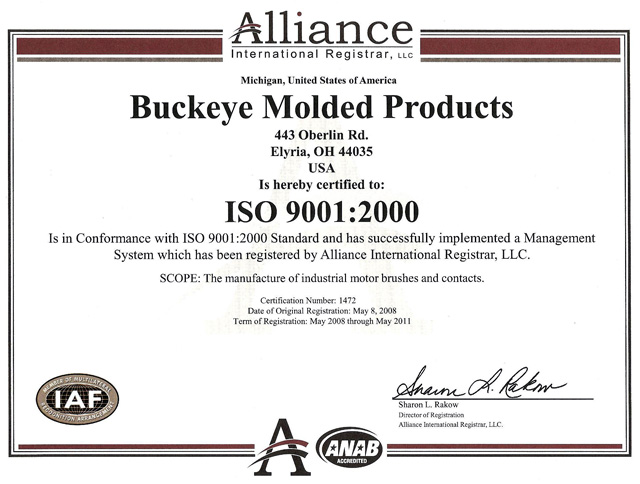 Alliance
International Registrar, LLC
Michigan, United States of America
Buckeye Molded Products
443 Oberlin Rd.
Elyria, OH 44035
USA
Is hereby certified to:
ISO 9001:2000
Is in Conformance with ISO 9001:2000 Standard and has successfully implemented a Management
System which has been registered by Alliance International Registrar, LLC.
SCOPE: The manufacture of industrial motor brushes and contacts.
Certification Number: 1472
Date of Original Registration: May 8, 2008
Term of Registration: May 2008 through May 2011
MEMBER OF MULTILATERAL
IAF
RECOGNITION ARRANGEMENT
Sharon L. Rakow
Sharon L. Rakow
Director of Registration
Alliance International Registrar, LLC.
A
ANAB
ACCREDITED